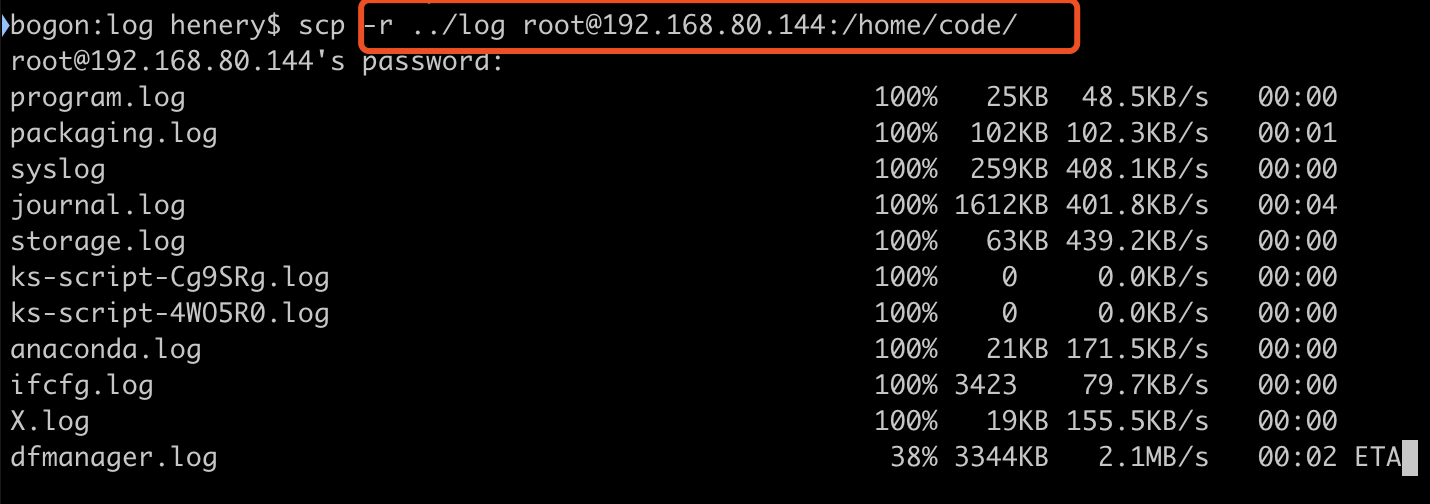 bogon:log henery$ scp -r ../log root@192.168.80.144:/home/code/
root@192.168.80.144's password:
program.log 100% 25KB 48.5KB/s 00:00
packaging.log 100% 102KB 102.3KB/s 00:01
syslog 100% 259KB 408.1KB/s 00:00
journal.log 100% 1612KB 401.8KB/s 00:04
storage.log 100% 63KB 439.2KB/s 00:00
ks-script-Cg9SRg.log 100% 0 0.0KB/s 00:00
ks-script-4WO5R0.log 100% 0 0.0KB/s 00:00
anaconda.log 100% 21KB 171.5KB/s 00:00
ifcfg.log 100% 3423 79.7KB/s 00:00
X.log 100% 19KB 155.5KB/s 00:00
dfmanager.log 38% 3344KB 2.1MB/s 00:02 ETA